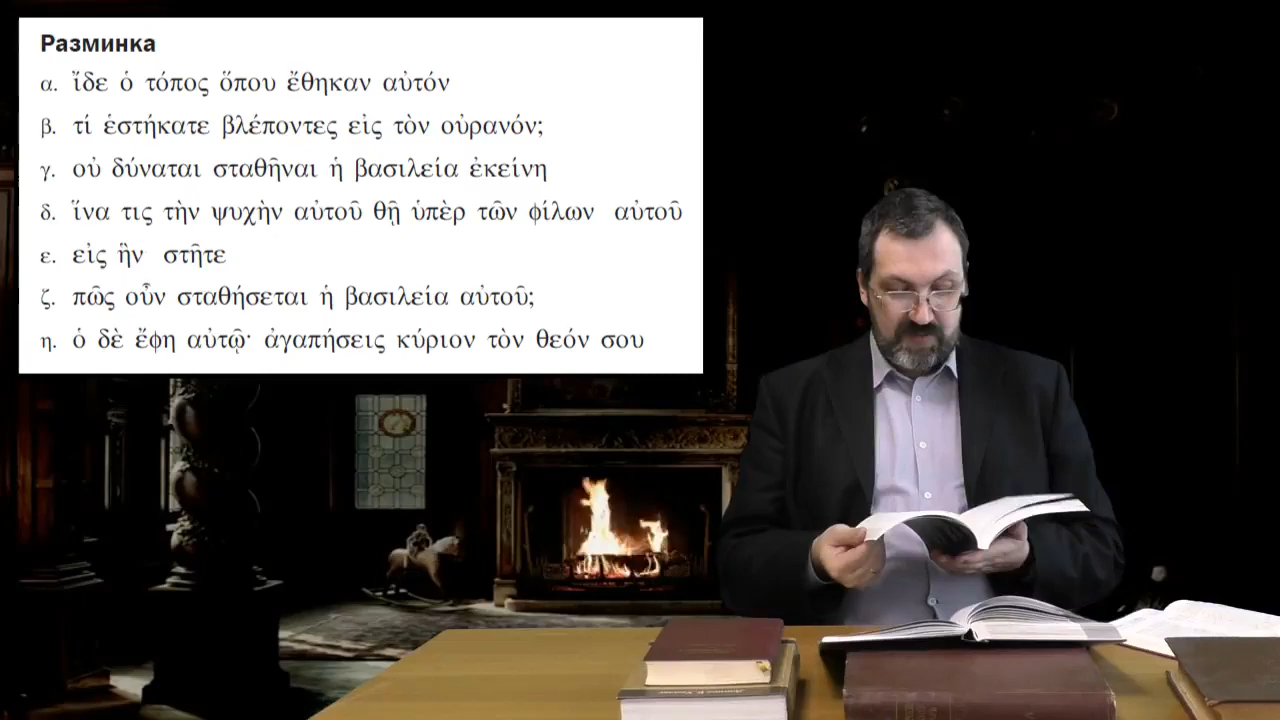 Разминка
α. ἴδε ὁ τόπος ὅπου ἔθηκαν αὐτόν
β. τί ἑστήκατε βλέποντες εἰς τὸν οὐρανόν;
γ. οὐ δύναται σταθῆναι ἡ βασιλεία ἐκείνη
δ. ἵνα τις τὴν ψυχὴν αὐτοῦ θῇ ὑπὲρ τῶν φίλων αὐτοῦ
ε. εἰς ἣν στῆτε
ζ. πῶς οὖν σταθήσεται ἡ βασιλεία αὐτοῦ;
η. ὁ δὲ ἔφη αὐτῷ· ἀγαπήσεις κύριον τὸν θεόν σου